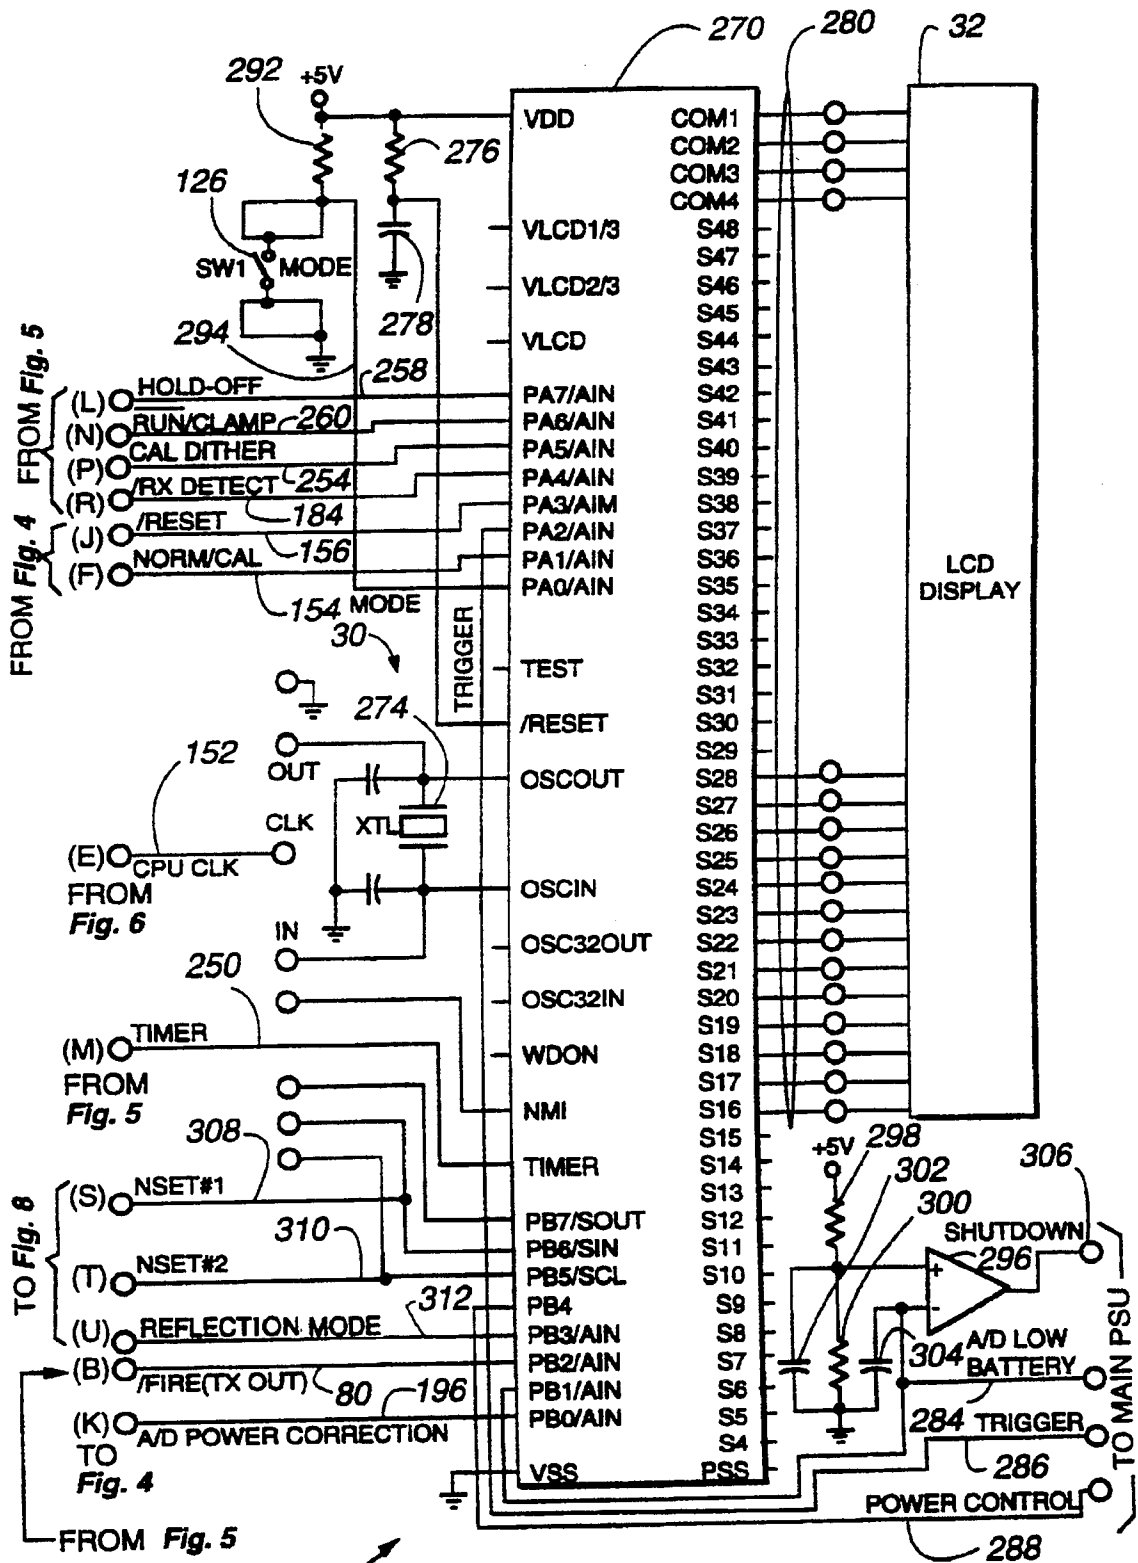 270
280
32
292
+5V
276
126
SW1 MODE
278
294
258
FROM Fig. 5
(L) HOLD-OFF
(N) RUN/CLAMP 260
(P) CAL DITHER 254
(R) /RX DETECT 184
FROM Fig. 4
(J) /RESET 156
(F) NORM/CAL
154 MODE
30
TRIGGER
274
152
OUT
CLK
XTL
(E) CPU CLK
FROM
Fig. 6
IN
250
(M) TIMER
FROM
Fig. 5
308
TO Fig. 8
(S) NSET#1
310
(T) NSET#2
312
(U) REFLECTION MODE
(B) /FIRE(TX OUT) 80
196
(K) A/D POWER CORRECTION
TO
Fig. 4
FROM Fig. 5
VDD
VLCD1/3
VLCD2/3
VLCD
PA7/AIN
PA6/AIN
PA5/AIN
PA4/AIN
PA3/AIM
PA2/AIN
PA1/AIN
PA0/AIN
TEST
/RESET
OSCOUT
OSCIN
OSC32OUT
OSC32IN
WDON
NMI
TIMER
PB7/SOUT
PB6/SIN
PB5/SCL
PB4
PB3/AIN
PB2/AIN
PB1/AIN
PB0/AIN
VSS
COM1
COM2
COM3
COM4
S48
S47
S46
S45
S44
S43
S42
S41
S40
S39
S38
S37
S36
S35
S34
S33
S32
S31
S30
S29
S28
S27
S26
S25
S24
S23
S22
S21
S20
S19
S18
S17
S16
S15
S14
S13
S12
S11
S10
S9
S8
S7
S6
S5
S4
PSS
LCD
DISPLAY
+5V
298
302
300
306
SHUTDOWN
296
+
-
304
A/D LOW
BATTERY
284
TRIGGER
286
POWER CONTROL
288
TO MAIN PSU